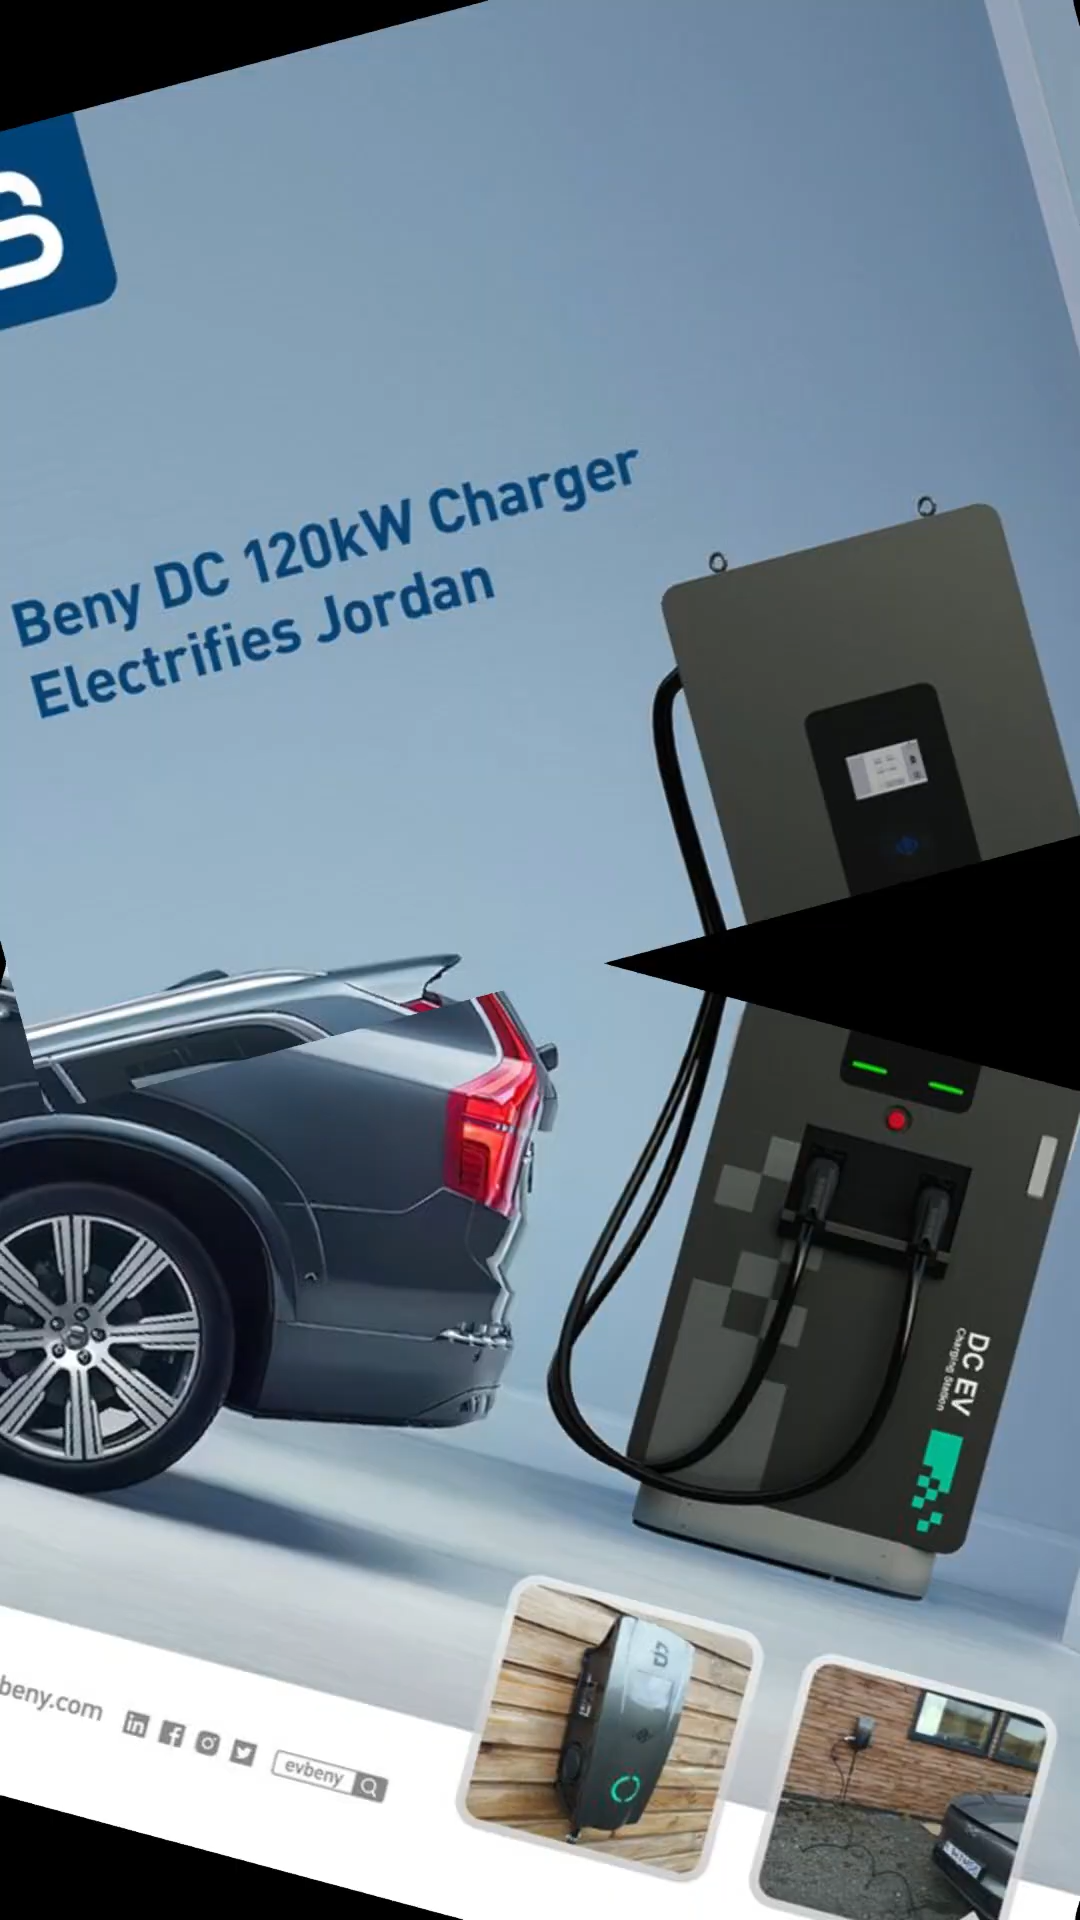 S
Beny DC 120kW Charger
Electrifies Jordan
DC EV
Charging Station
beny.com
evbeny